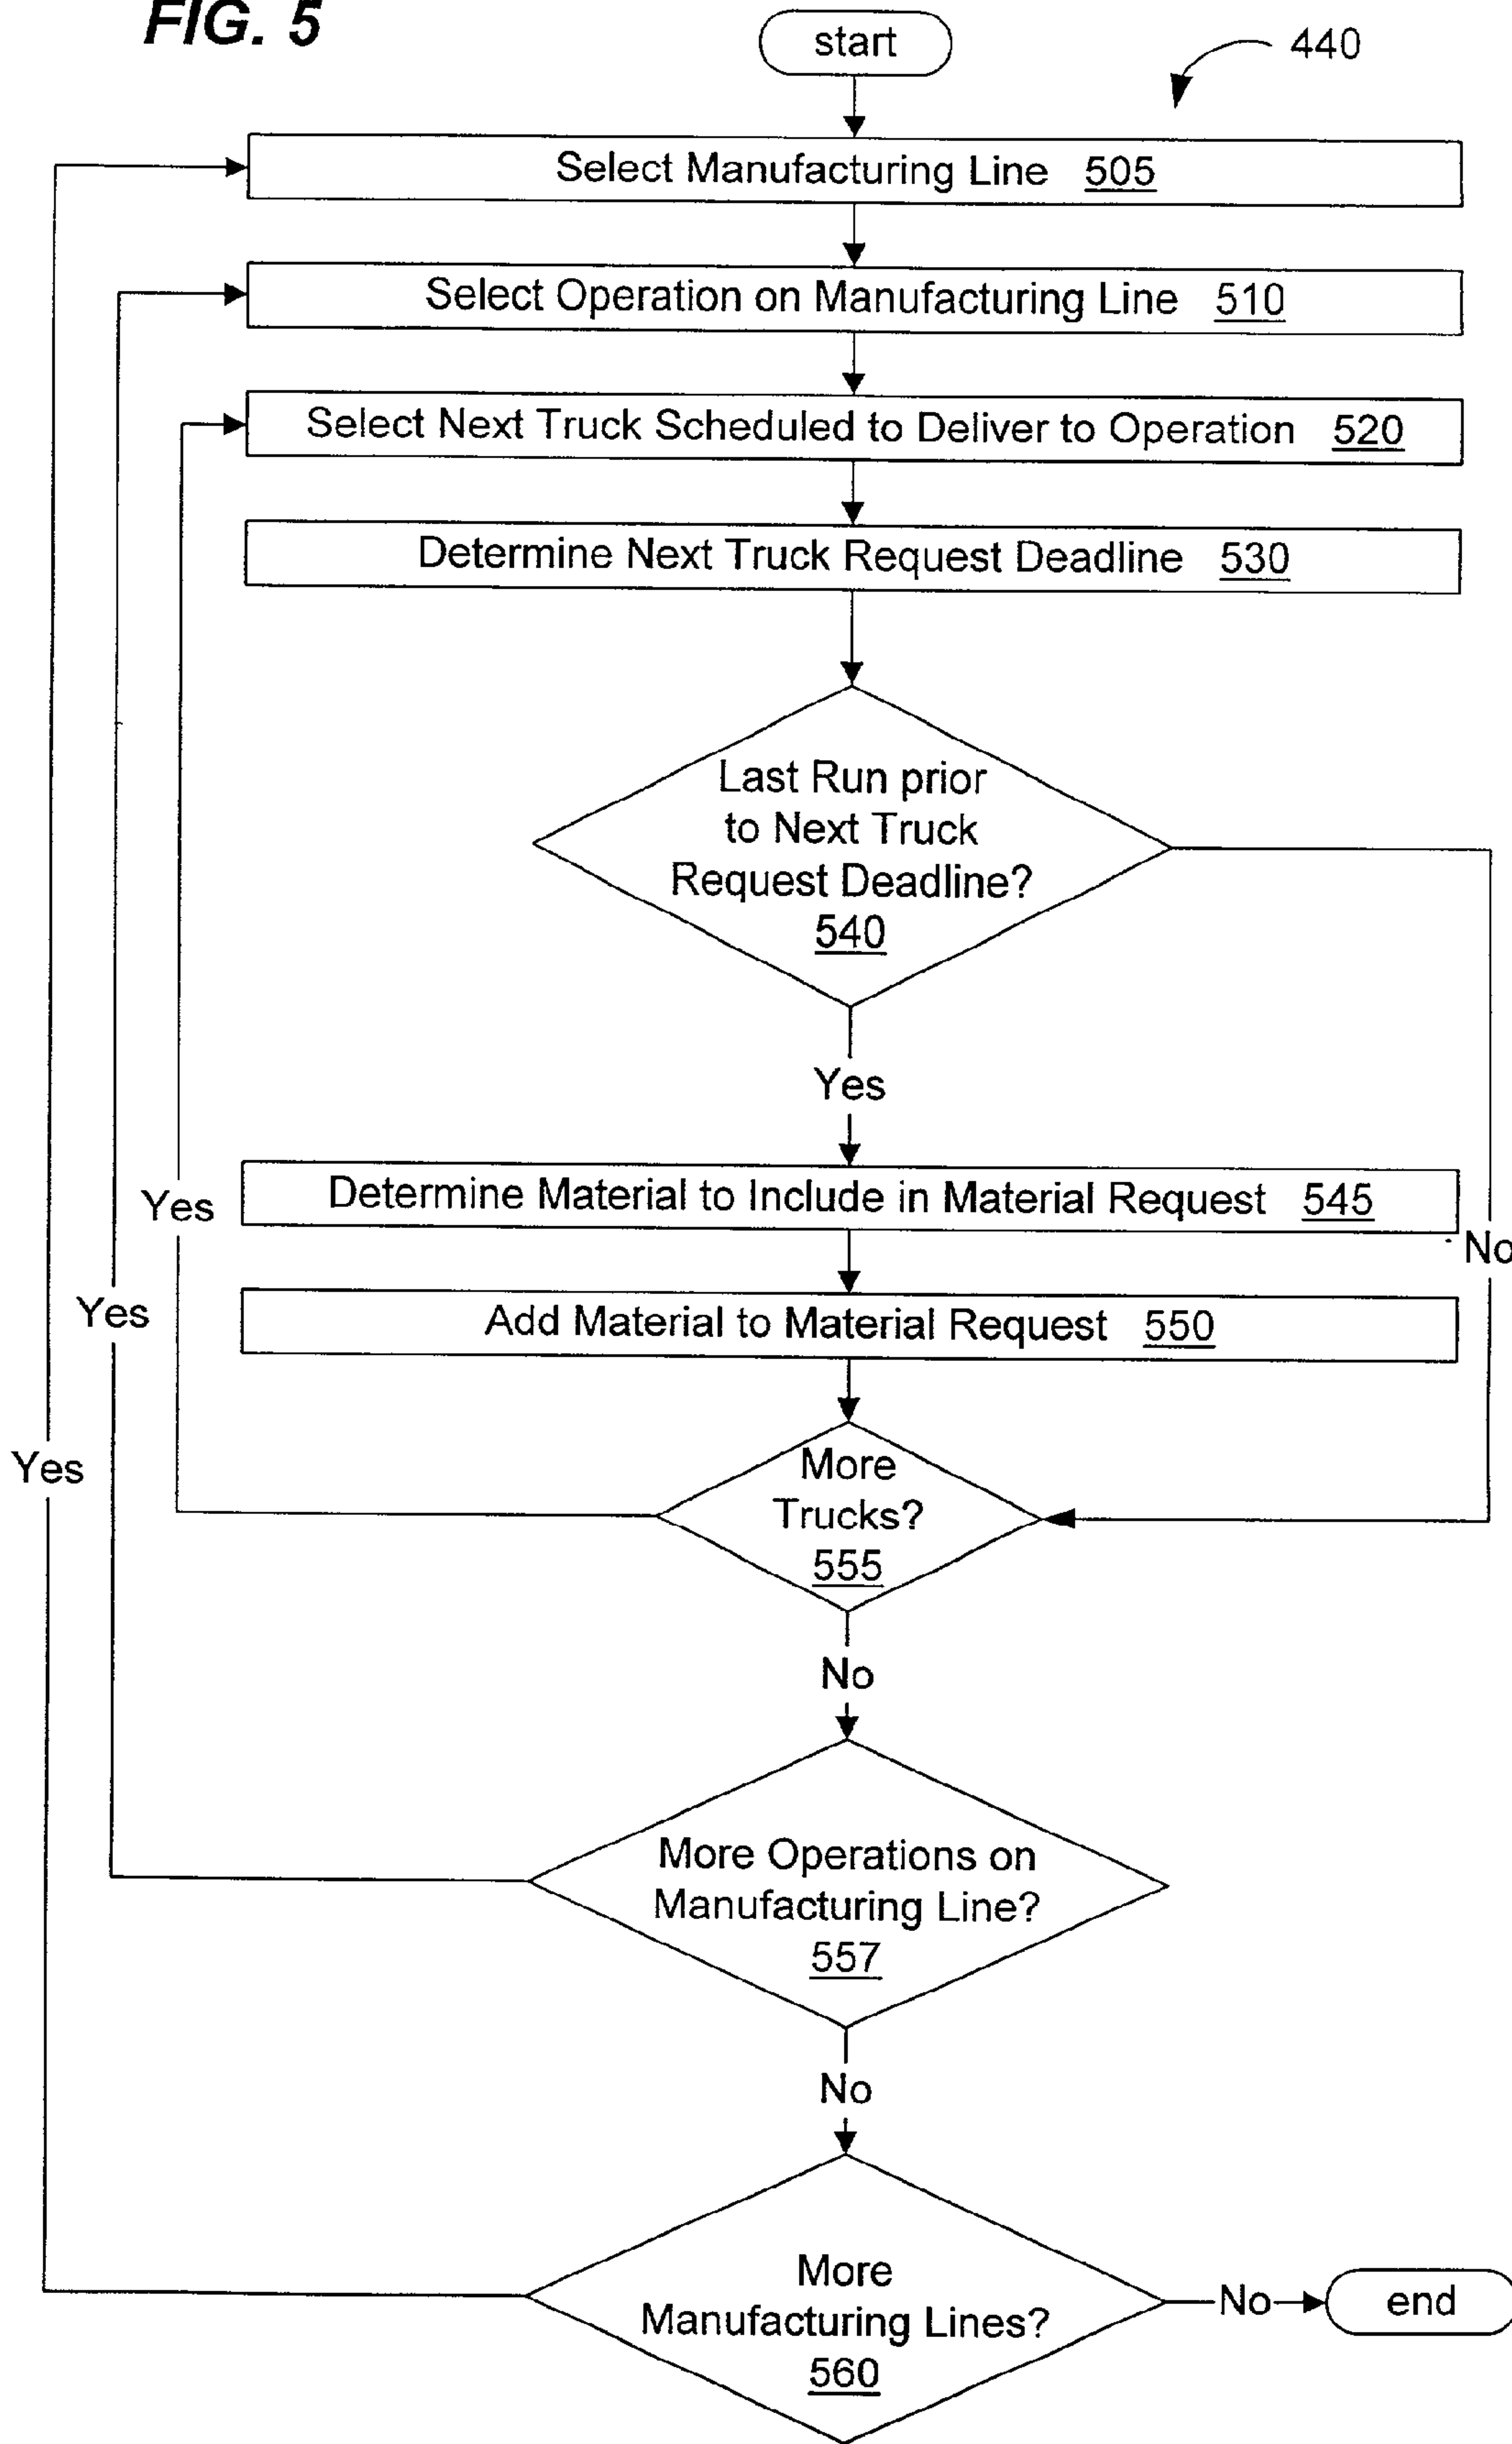 FIG. 5
start
440
Select Manufacturing Line 505
Select Operation on Manufacturing Line 510
Select Next Truck Scheduled to Deliver to Operation 520
Determine Next Truck Request Deadline 530
Last Run prior
to Next Truck
Request Deadline?
540
Yes
Determine Material to Include in Material Request 545
Yes
No
Add Material to Material Request 550
Yes
More
Trucks?
555
Yes
No
More Operations on
Manufacturing Line?
557
No
More
Manufacturing Lines?
560
No
end